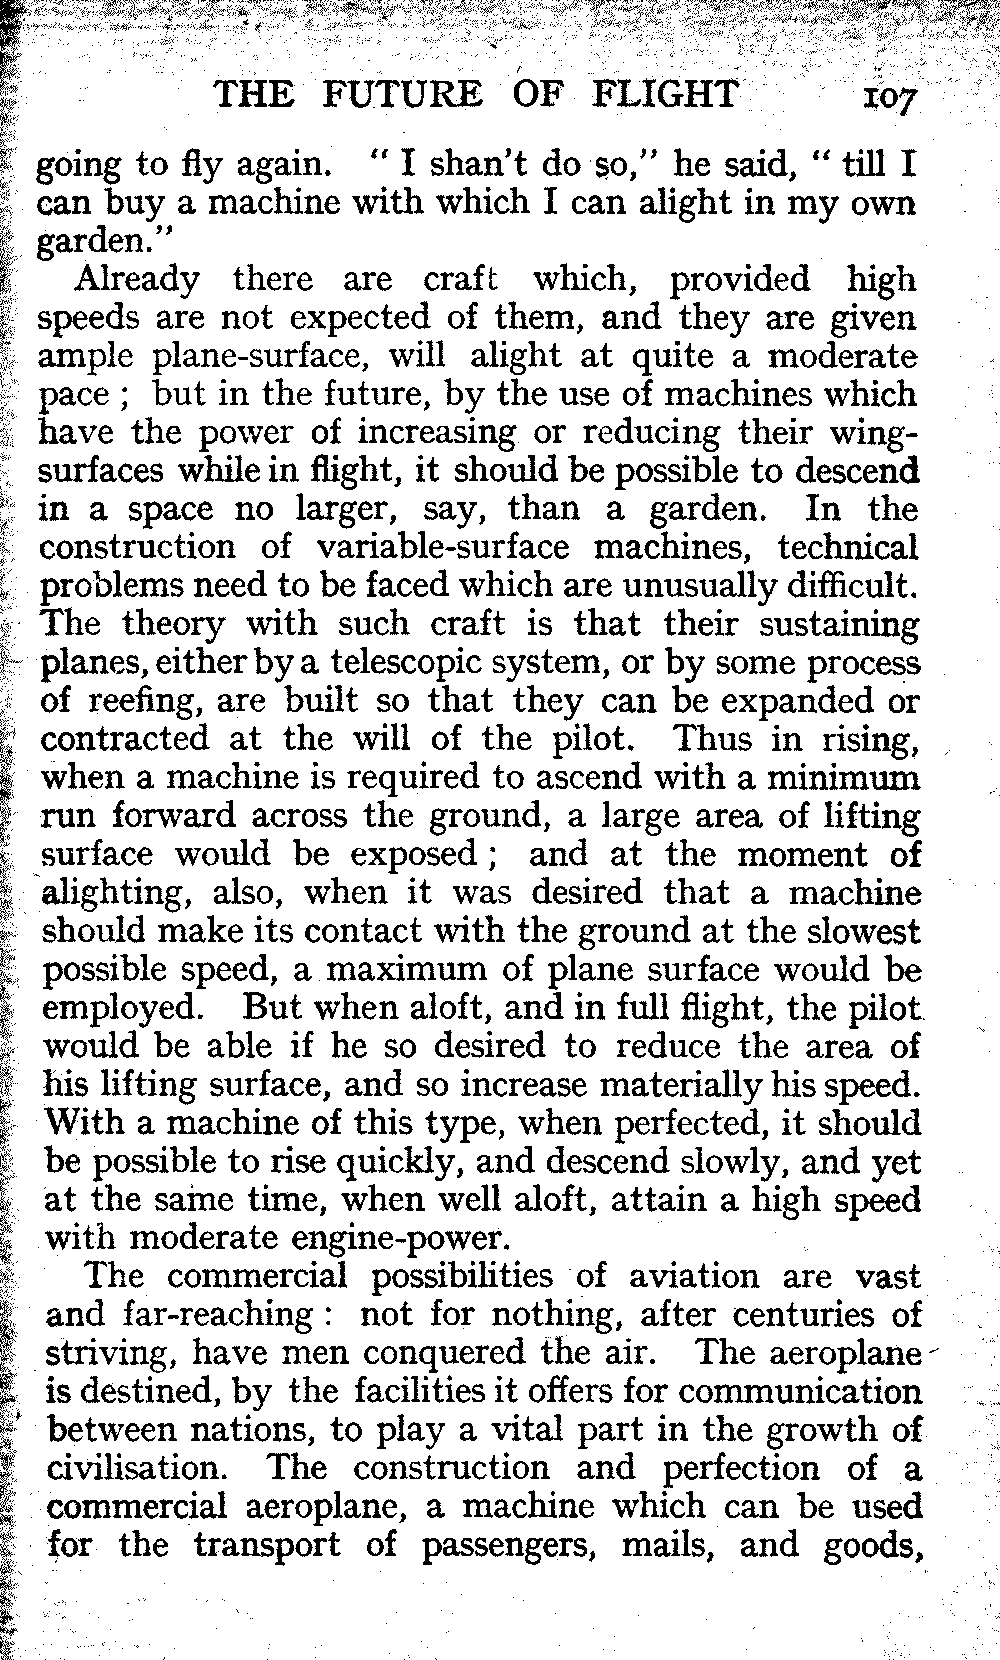 THE FUTURE OF FLIGHT 107
going to fly again. “ I shan't do so,” he said, “ till I
can buy a machine with which I can alight in my own
garden.”
Already there are craft which, provided high
speeds are not expected of them, and they are given
ample plane-surface, will alight at quite a moderate
pace ; but in the future, by the use of machines which
have the power of increasing or reducing their wing-
surfaces while in flight, it should be possible to descend
in a space no larger, say, than a garden. In the
construction of variable-surface machines, technical
problems need to be faced which are unusually difficult.
The theory with such craft is that their sustaining
planes, either by a telescopic system, or by some process
of reefing, are built so that they can be expanded or
contracted at the will of the pilot. Thus in rising,
when a machine is required to ascend with a minimum
run forward across the ground, a large area of lifting
surface would be exposed ; and at the moment of
alighting, also, when it was desired that a machine
should make its contact with the ground at the slowest
possible speed, a maximum of plane surface would be
employed. But when aloft, and in full flight, the pilot
would be able if he so desired to reduce the area of
his lifting surface, and so increase materially his speed.
With a machine of this type, when perfected, it should
be possible to rise quickly, and descend slowly, and yet
at the same time, when well aloft, attain a high speed
with moderate engine-power.
The commercial possibilities of aviation are vast
and far-reaching : not for nothing, after centuries of
striving, have men conquered the air. The aeroplane
is destined, by the facilities it offers for communication
between nations, to play a vital part in the growth of
civilisation. The construction and perfection of a
commercial aeroplane, a machine which can be used
for the transport of passengers, mails, and goods,